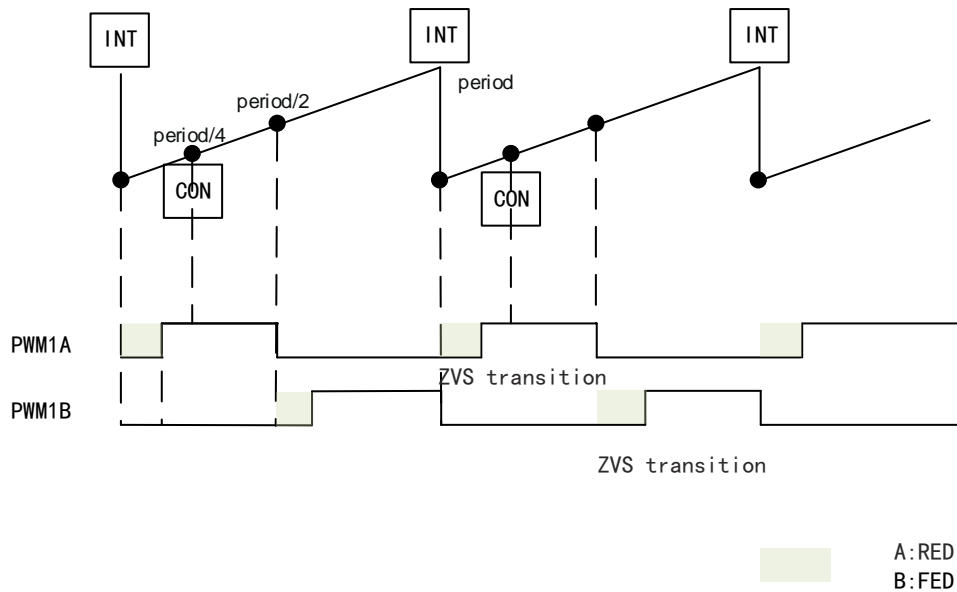 INT
INT
INT
period
period/2
period/4
CON
CON
PWM1A
ZVS transition
PWM1B
ZVS transition
A:RED
B:FED